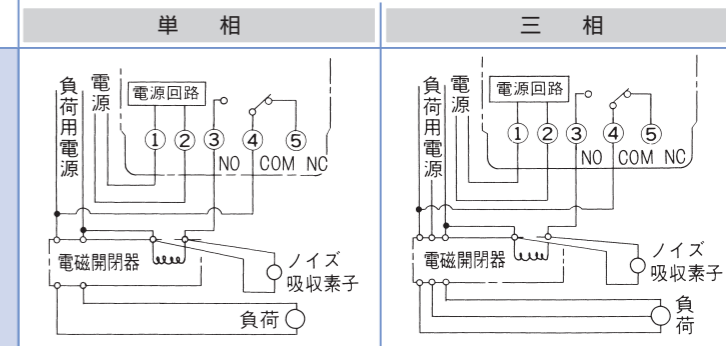 単 相
負荷用電源
電源
電源回路
① ② ③ ④ ⑤
NO COM NC
電磁開閉器
ノイズ
吸収素子
負荷
三 相
負荷用電源
電源
電源回路
① ② ③ ④ ⑤
NO COM NC
電磁開閉器
ノイズ
吸収素子
負荷